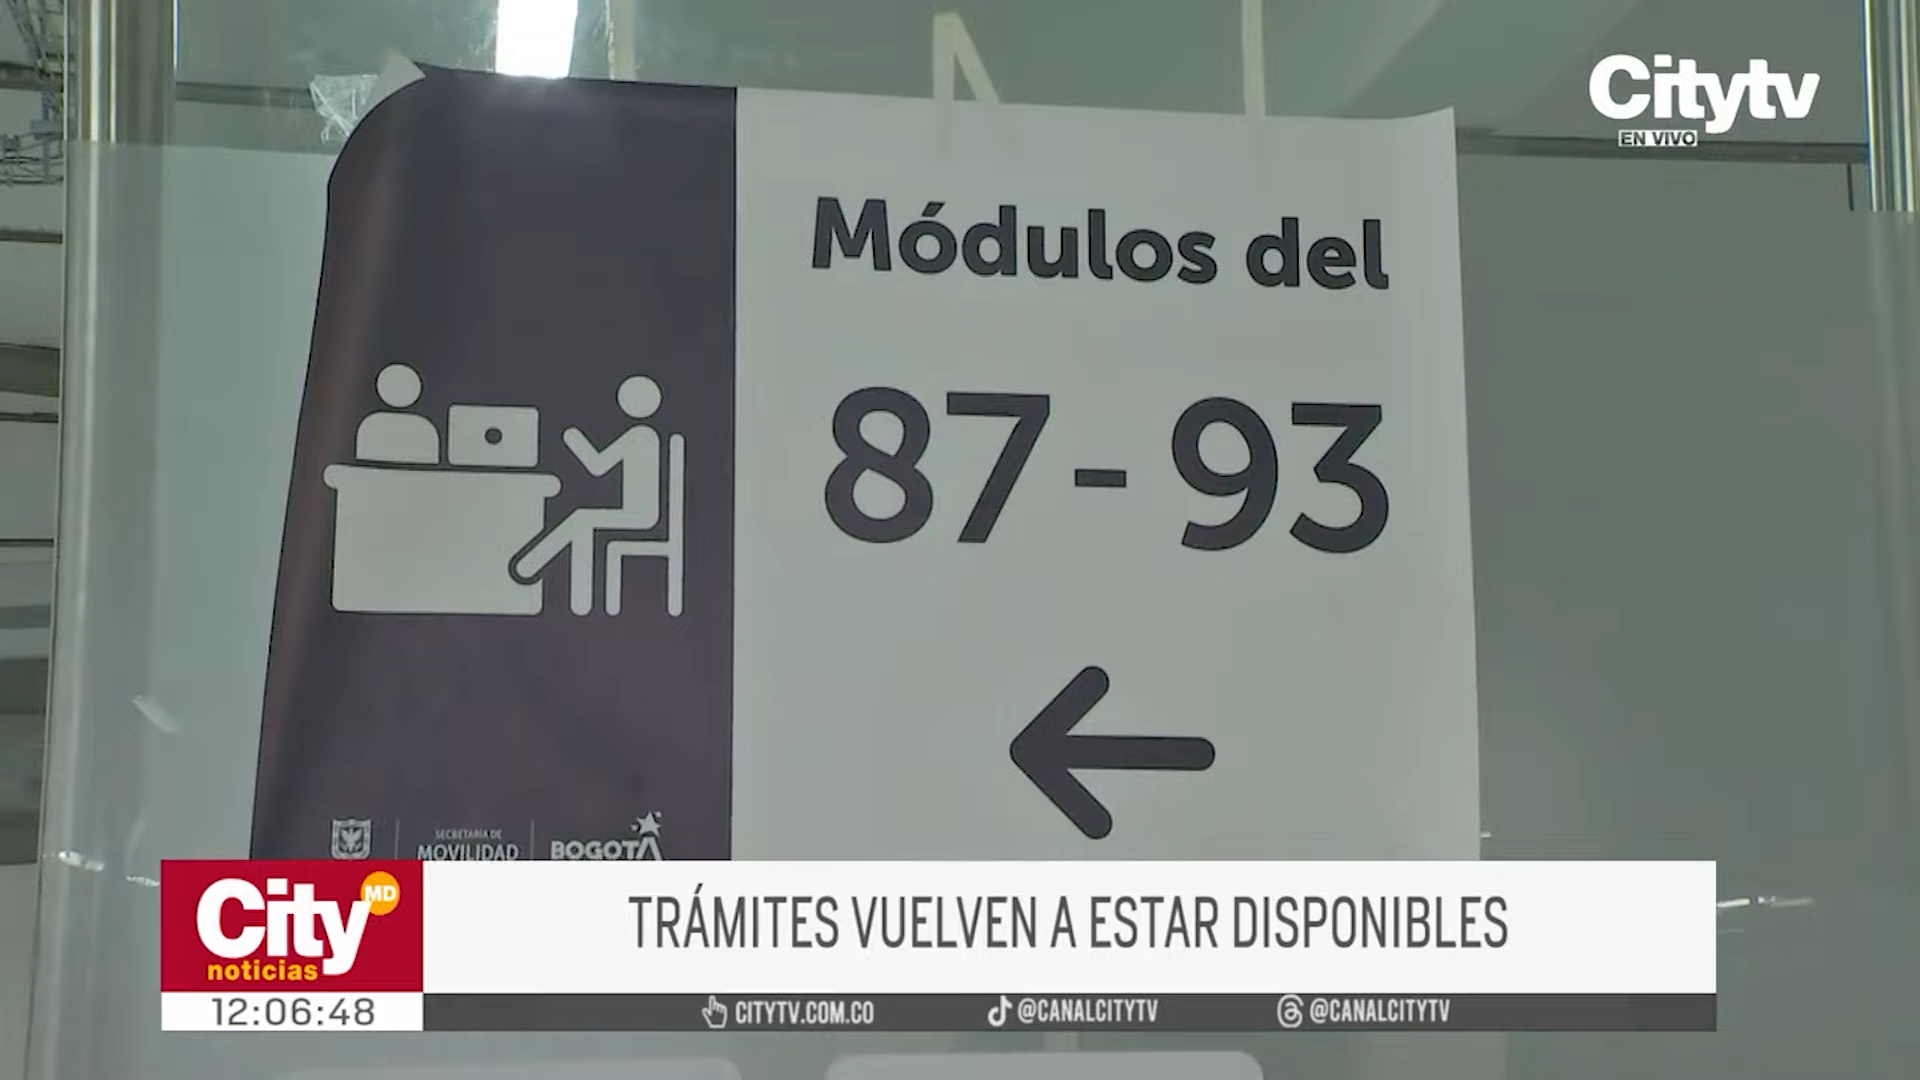 Citytv
EN VIVO
Módulos del
87-93
SECRETARÍA DE
MOVILIDAD
BOGOTÁ
City MD
noticias
TRÁMITES VUELVEN A ESTAR DISPONIBLES
12:06:48
CITYTV.COM.CO
@CANALCITYTV
@CANALCITYTV